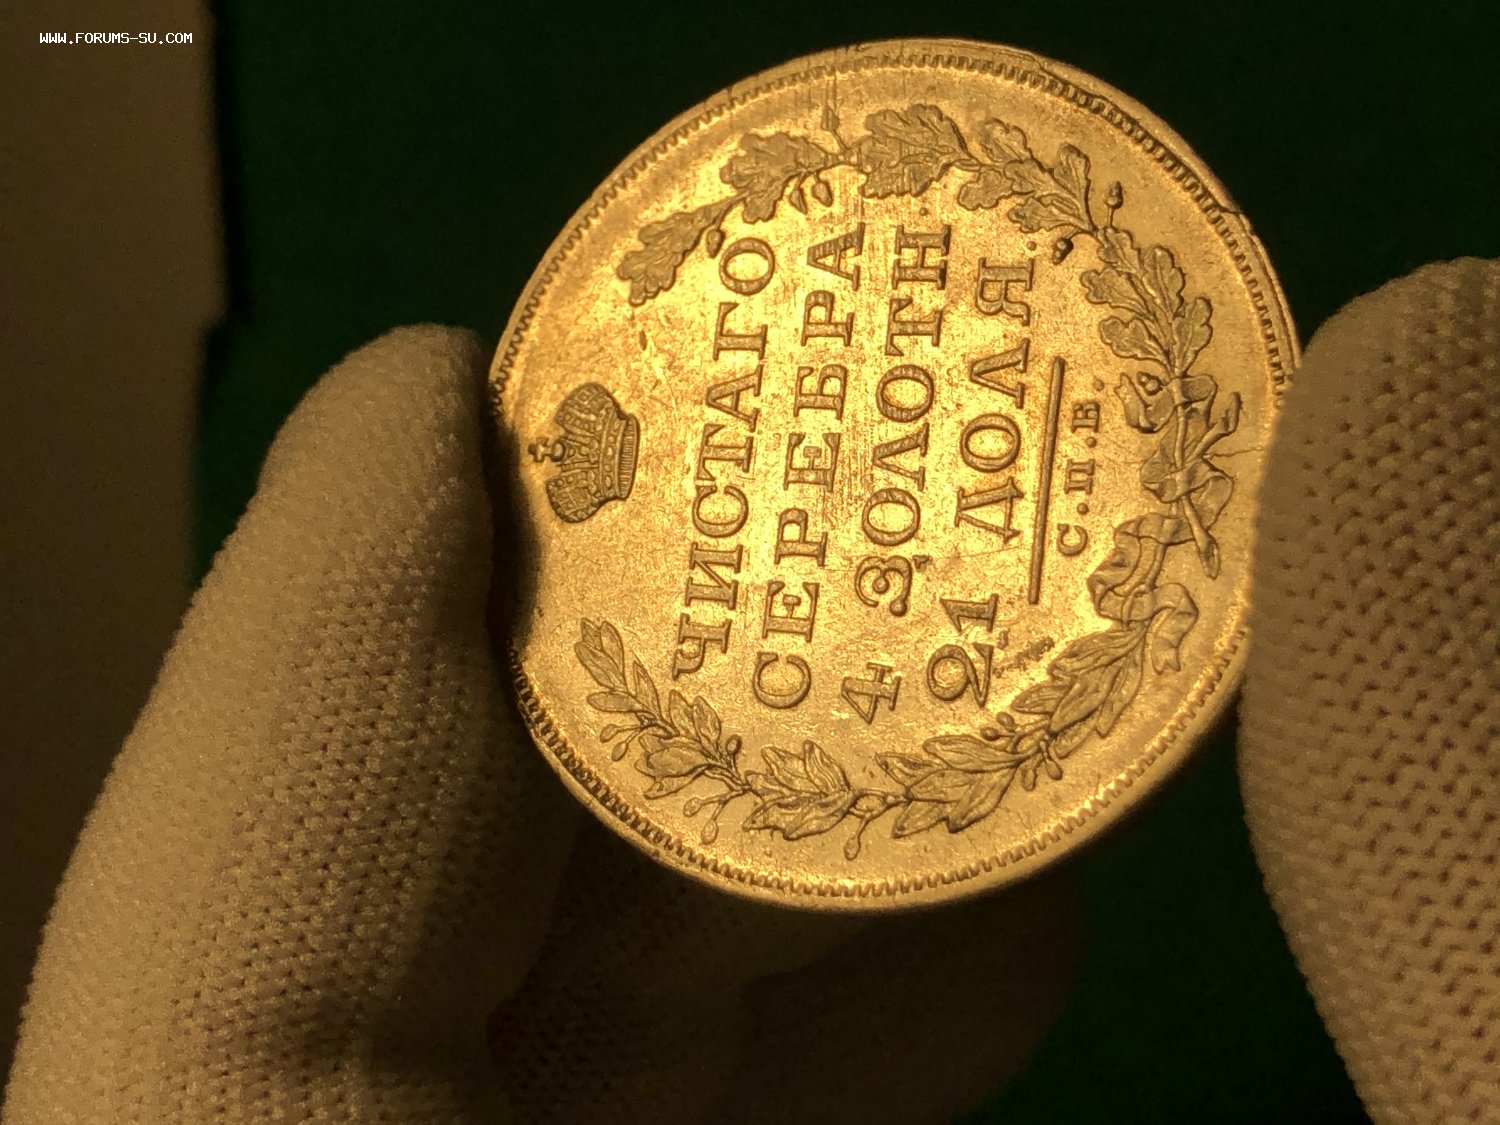 WWW.FORUMS-SU.COM
ЧИСТАГО
СЕРЕБРА
4 ЗОЛОТН.
21 ДОЛЯ.
С.П.Б.